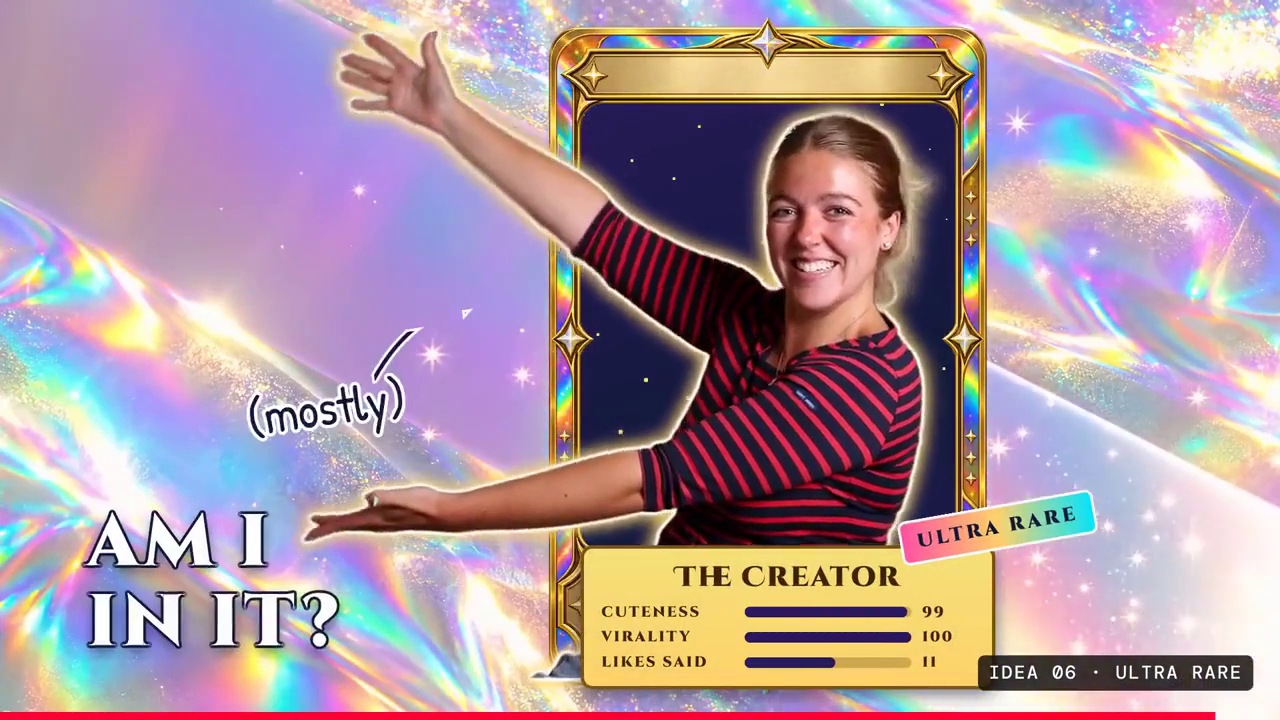 (mostly)
AM I
IN IT?
ULTRA RARE
THE CREATOR
CUTENESS 99
VIRALITY 100
LIKES SAID 11
IDEA 06 · ULTRA RARE